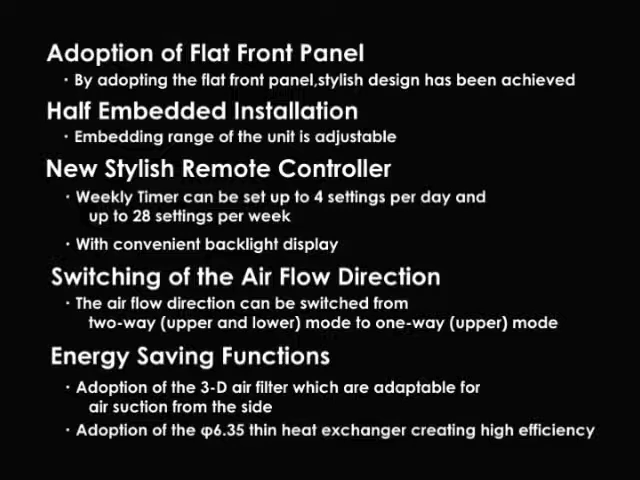 Adoption of Flat Front Panel
・By adopting the flat front panel,stylish design has been achieved
Half Embedded Installation
・Embedding range of the unit is adjustable
New Stylish Remote Controller
・Weekly Timer can be set up to 4 settings per day and
up to 28 settings per week
・With convenient backlight display
Switching of the Air Flow Direction
・The air flow direction can be switched from
two-way (upper and lower) mode to one-way (upper) mode
Energy Saving Functions
・Adoption of the 3-D air filter which are adaptable for
air suction from the side
・Adoption of the φ6.35 thin heat exchanger creating high efficiency